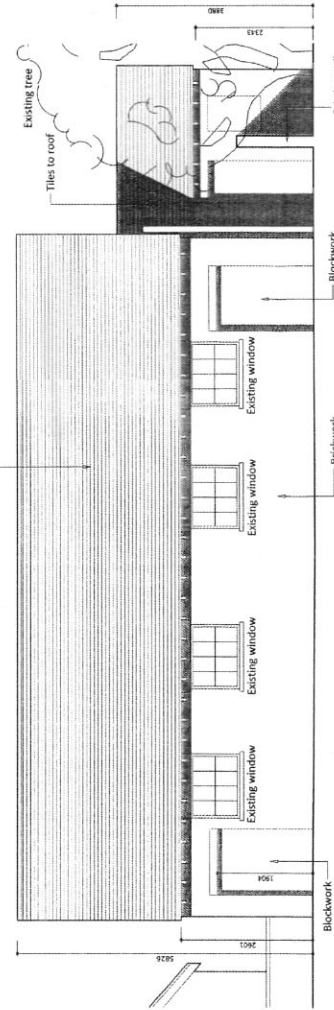 3880
2343
Existing tree
Tiles to roof
Existing window
Existing window
Existing window
Existing window
5826
2601
1904
Blockwork
Blockwork